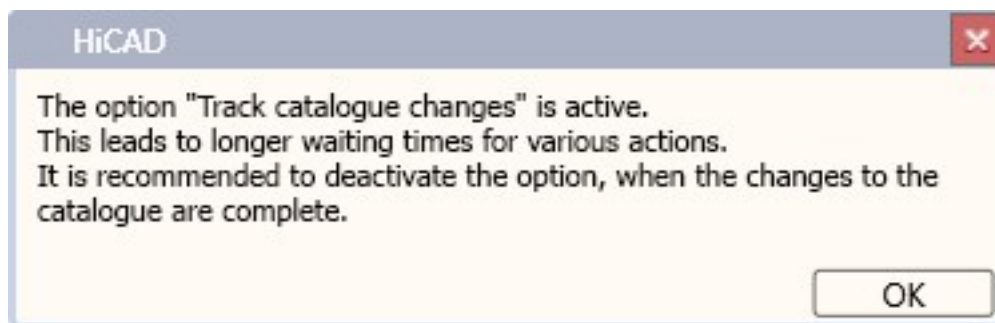 HiCAD
The option "Track catalogue changes" is active.
This leads to longer waiting times for various actions.
It is recommended to deactivate the option, when the changes to the
catalogue are complete.
OK